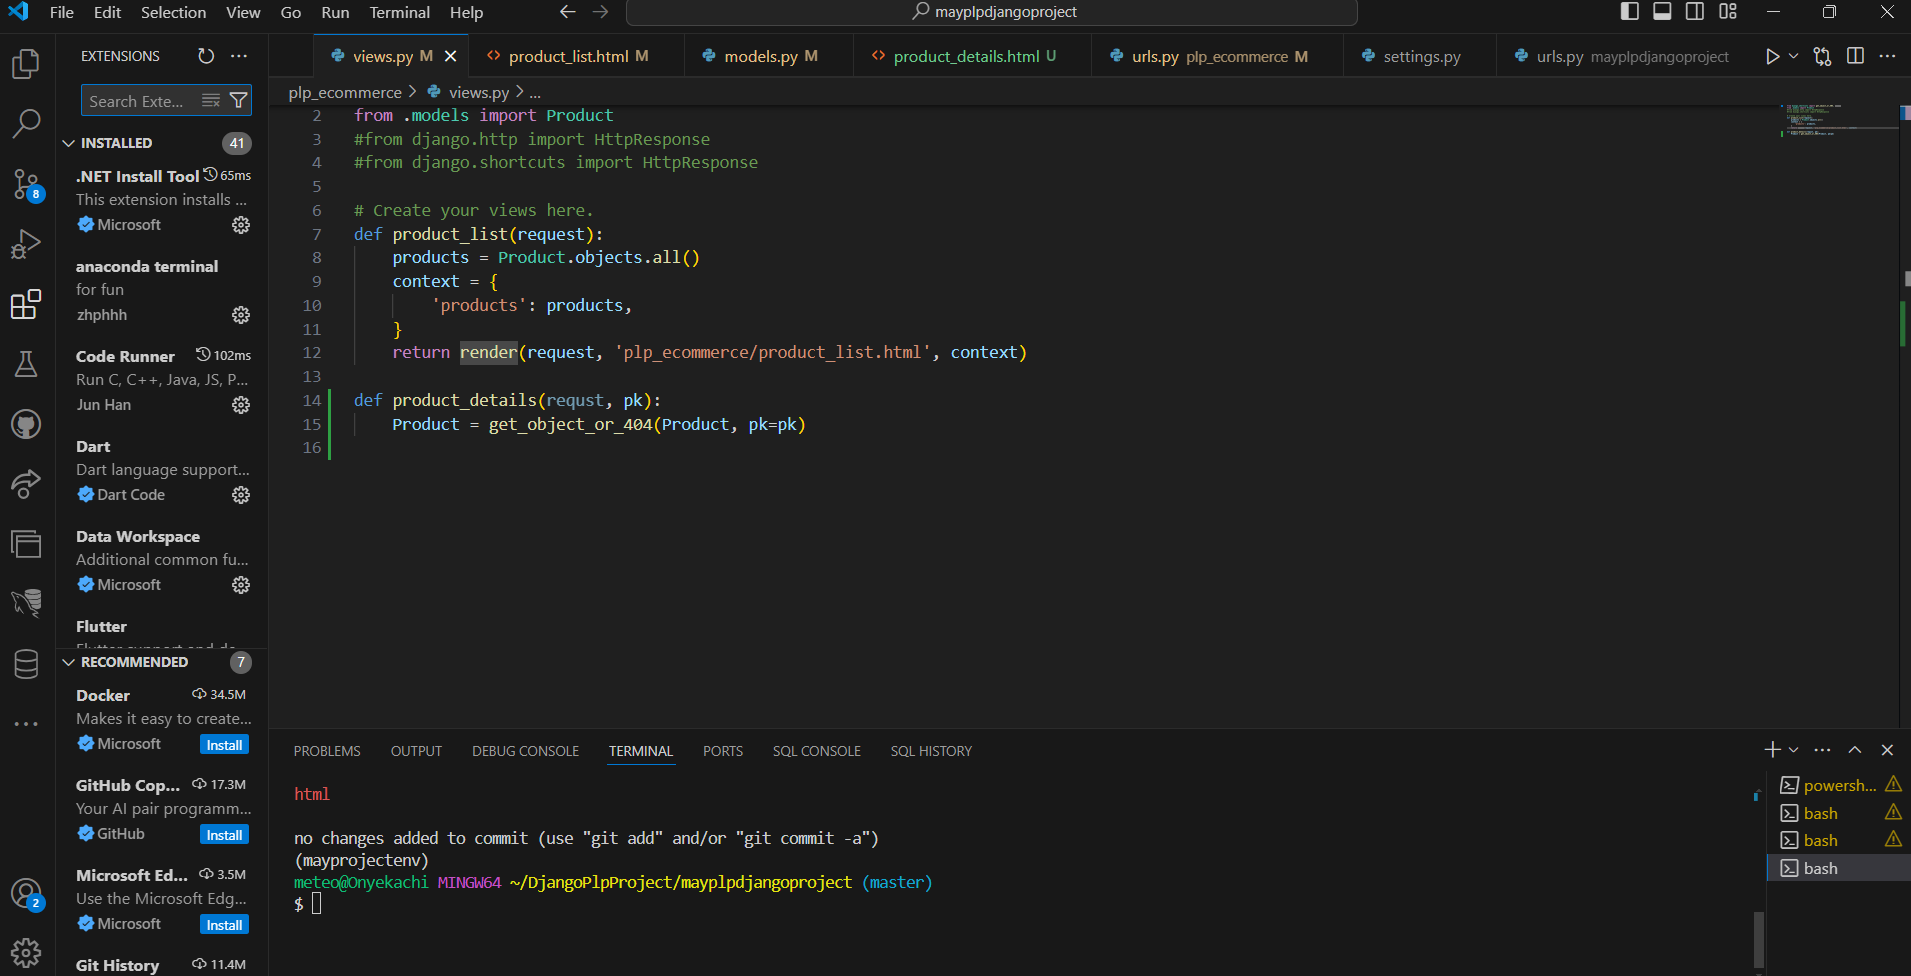 File Edit Selection View Go Run Terminal Help
mayplpdjangoproject
EXTENSIONS
views.py M
product_list.html M
models.py M
product_details.html U
urls.py plp_ecommerce M
settings.py
urls.py mayplpdjangoproject
Search Exte...
INSTALLED 41
.NET Install Tool 65ms
This extension installs ...
Microsoft
anaconda terminal
for fun
zhphhh
Code Runner 102ms
Run C, C++, Java, JS, P...
Jun Han
Dart
Dart language support...
Dart Code
Data Workspace
Additional common fu...
Microsoft
Flutter
RECOMMENDED 7
Docker 34.5M
Makes it easy to create...
Microsoft Install
GitHub Cop... 17.3M
Your AI pair programm...
GitHub Install
Microsoft Ed... 3.5M
Use the Microsoft Edg...
Microsoft Install
Git History 11.4M
8
2
plp_ecommerce > views.py > ...
2 from .models import Product
3 #from django.http import HttpResponse
4 #from django.shortcuts import HttpResponse
5
6 # Create your views here.
7 def product_list(request):
8 products = Product.objects.all()
9 context = {
10 'products': products,
11 }
12 return render(request, 'plp_ecommerce/product_list.html', context)
13
14 def product_details(requst, pk):
15 Product = get_object_or_404(Product, pk=pk)
16
PROBLEMS OUTPUT DEBUG CONSOLE TERMINAL PORTS SQL CONSOLE SQL HISTORY
html
no changes added to commit (use "git add" and/or "git commit -a")
(mayprojectenv)
meteo@Onyekachi MINGW64 ~/DjangoPlpProject/mayplpdjangoproject (master)
$
powersh...
bash
bash
bash